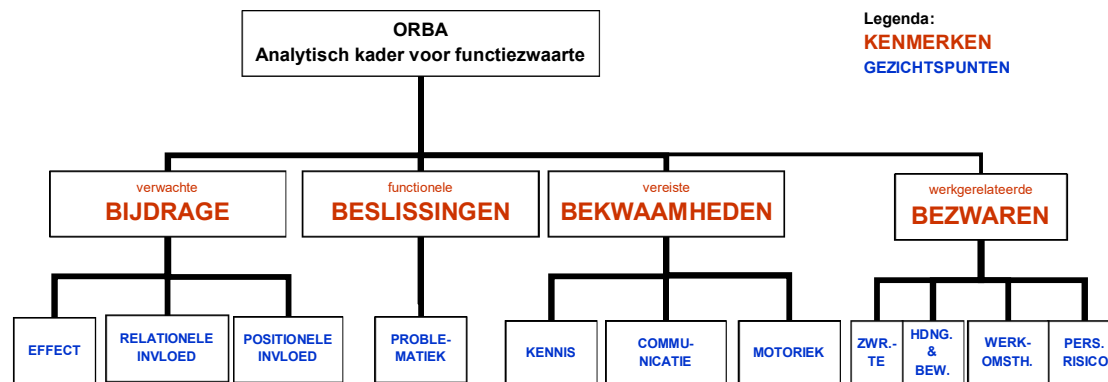 ORBA
Analytisch kader voor functiezwaarte
Legenda:
KENMERKEN
GEZICHTSPUNTEN
verwachte
BIJDRAGE
functionele
BESLISSINGEN
vereiste
BEKWAAMHEDEN
werkgerelateerde
BEZWAREN
EFFECT
RELATIONELE
INVLOED
POSITIONELE
INVLOED
PROBLE-
MATIEK
KENNIS
COMMU-
NICATIE
MOTORIEK
ZWR.-
TE
HDNG.
&
BEW.
WERK-
OMSTH.
PERS.
RISICO